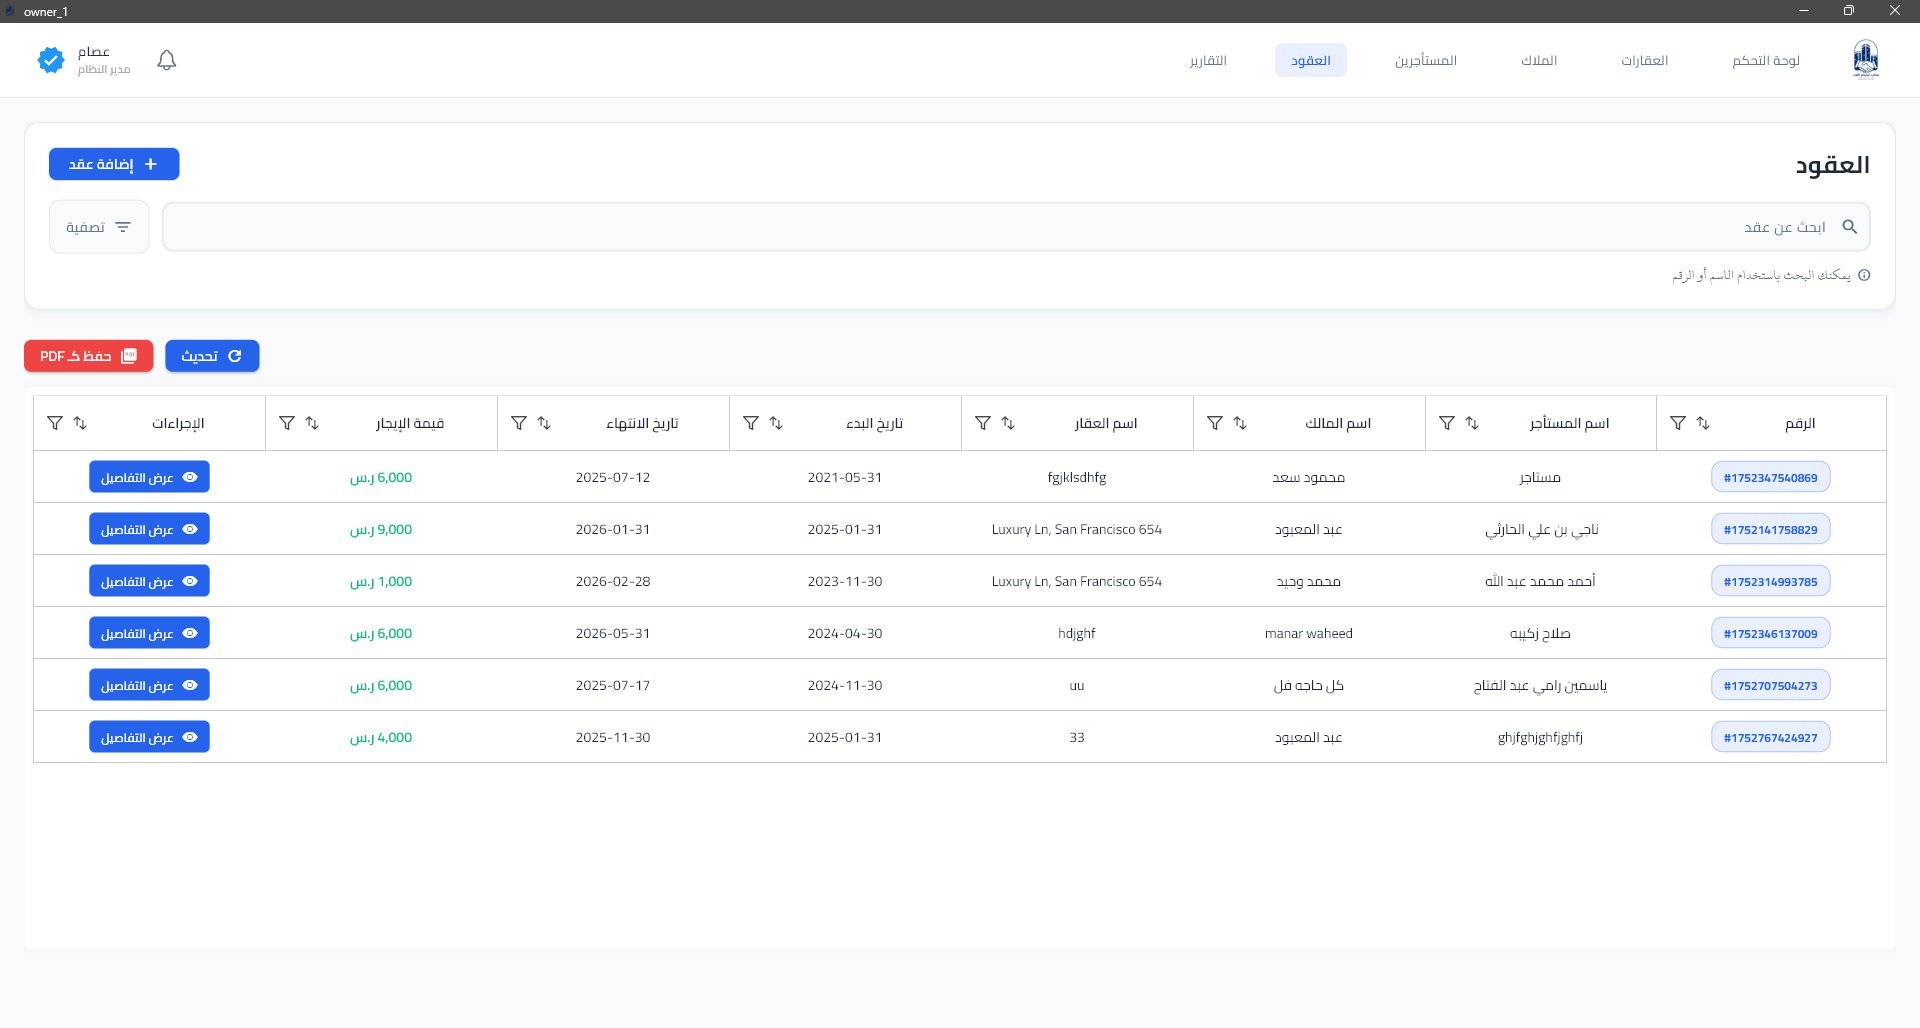 owner_1
لوحة التحكم
العقارات
الملاك
المستأجرين
العقود
التقارير
عصام
مدير النظام
العقود
إضافة عقد
ابحث عن عقد
تصفية
يمكنك البحث باستخدام الاسم أو الرقم
تحديث
حفظ كـ PDF
الرقم اسم المستأجر اسم المالك اسم العقار تاريخ البدء تاريخ الانتهاء قيمة الإيجار الإجراءات
#1752347540869 مستاجر محمود سعد fgjklsdhfg 2021-05-31 2025-07-12 6,000 ر.س عرض التفاصيل
#1752141758829 ناجي بن علي الحارثي عبد المعبود Luxury Ln, San Francisco 654 2025-01-31 2026-01-31 9,000 ر.س عرض التفاصيل
#1752314993785 أحمد محمد عبد الله محمد وحيد Luxury Ln, San Francisco 654 2023-11-30 2026-02-28 1,000 ر.س عرض التفاصيل
#1752346137009 صلاح زكيبه manar waheed hdjghf 2024-04-30 2026-05-31 6,000 ر.س عرض التفاصيل
#1752707504273 ياسمين رامي عبد الفتاح كل حاجه فل uu 2024-11-30 2025-07-17 6,000 ر.س عرض التفاصيل
#1752767424927 ghjfghjghfjghfj عبد المعبود 33 2025-01-31 2025-11-30 4,000 ر.س عرض التفاصيل